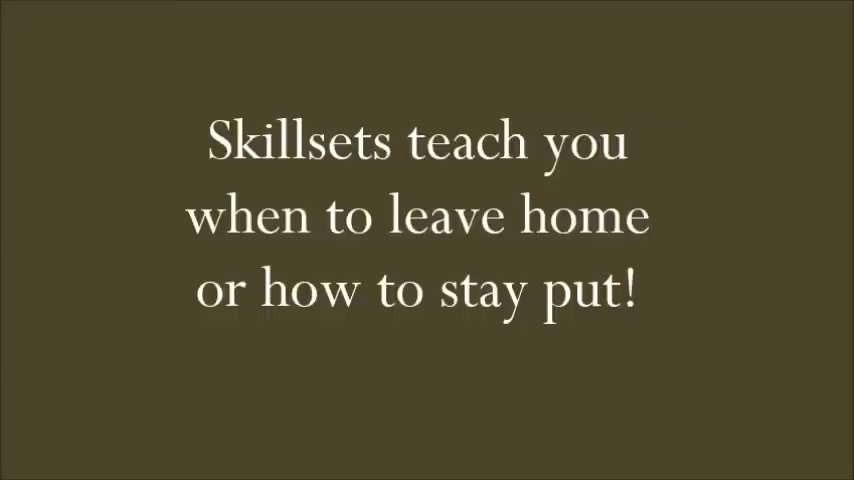 Skillsets teach you
when to leave home
or how to stay put!